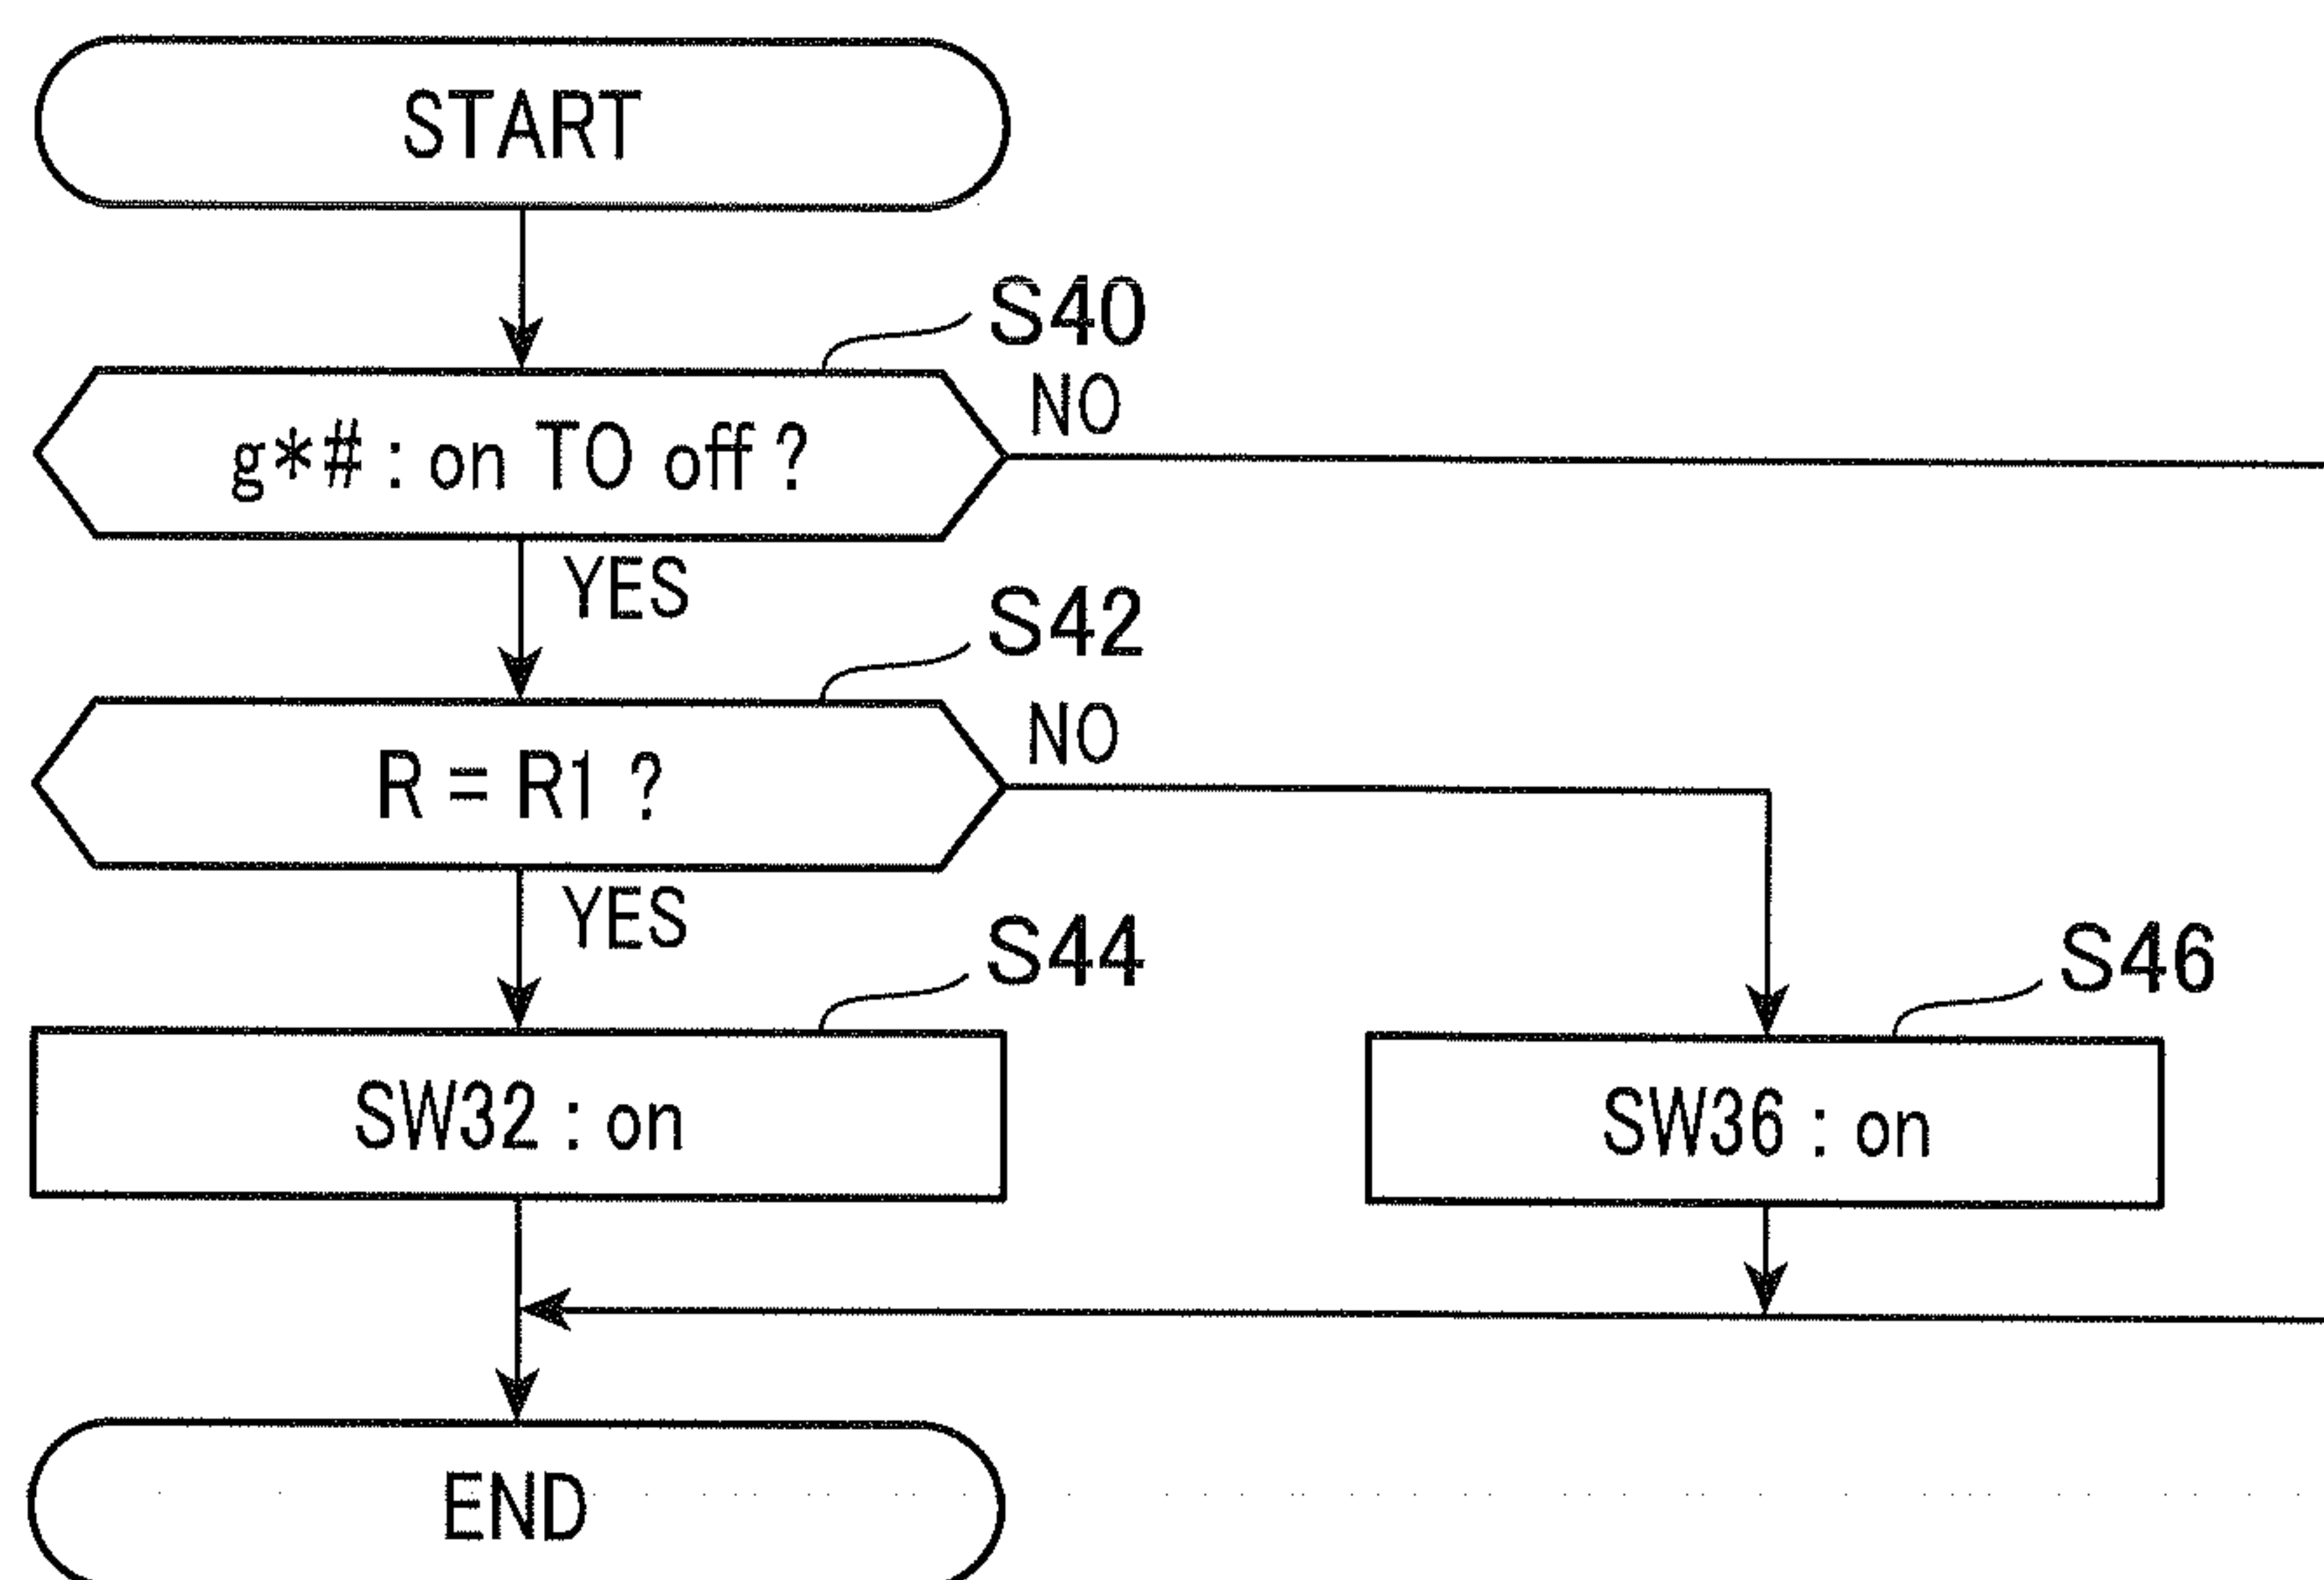 START
S40
g*# : on TO off ?
NO
YES
S42
R = R1 ?
NO
YES
S44
SW32 : on
S46
SW36 : on
END